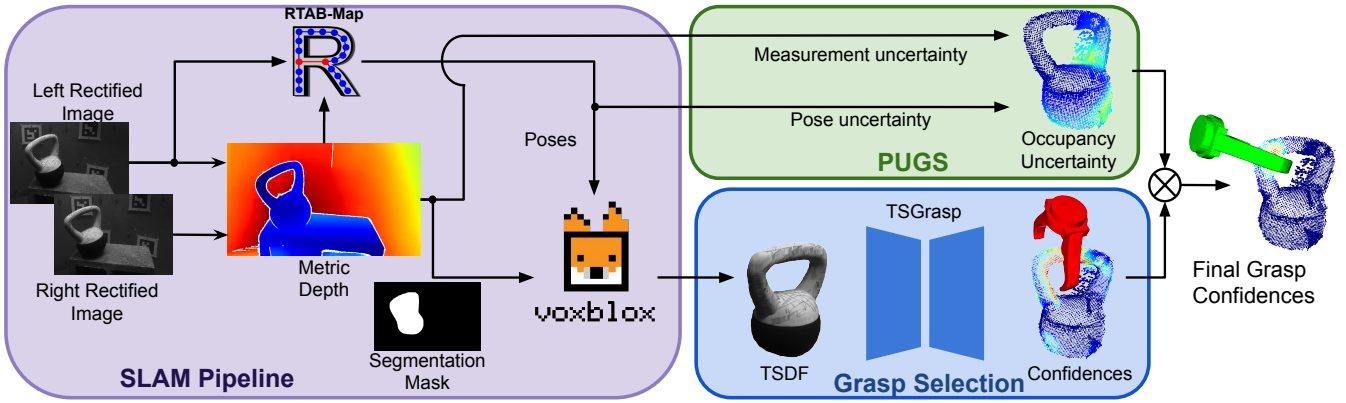 RTAB-Map
R
Left Rectified
Image
Right Rectified
Image
Metric
Depth
Segmentation
Mask
Poses
voxblox
SLAM Pipeline
Measurement uncertainty
Pose uncertainty
Occupancy
Uncertainty
PUGS
TSGrasp
TSDF
Confidences
Grasp Selection
Final Grasp
Confidences